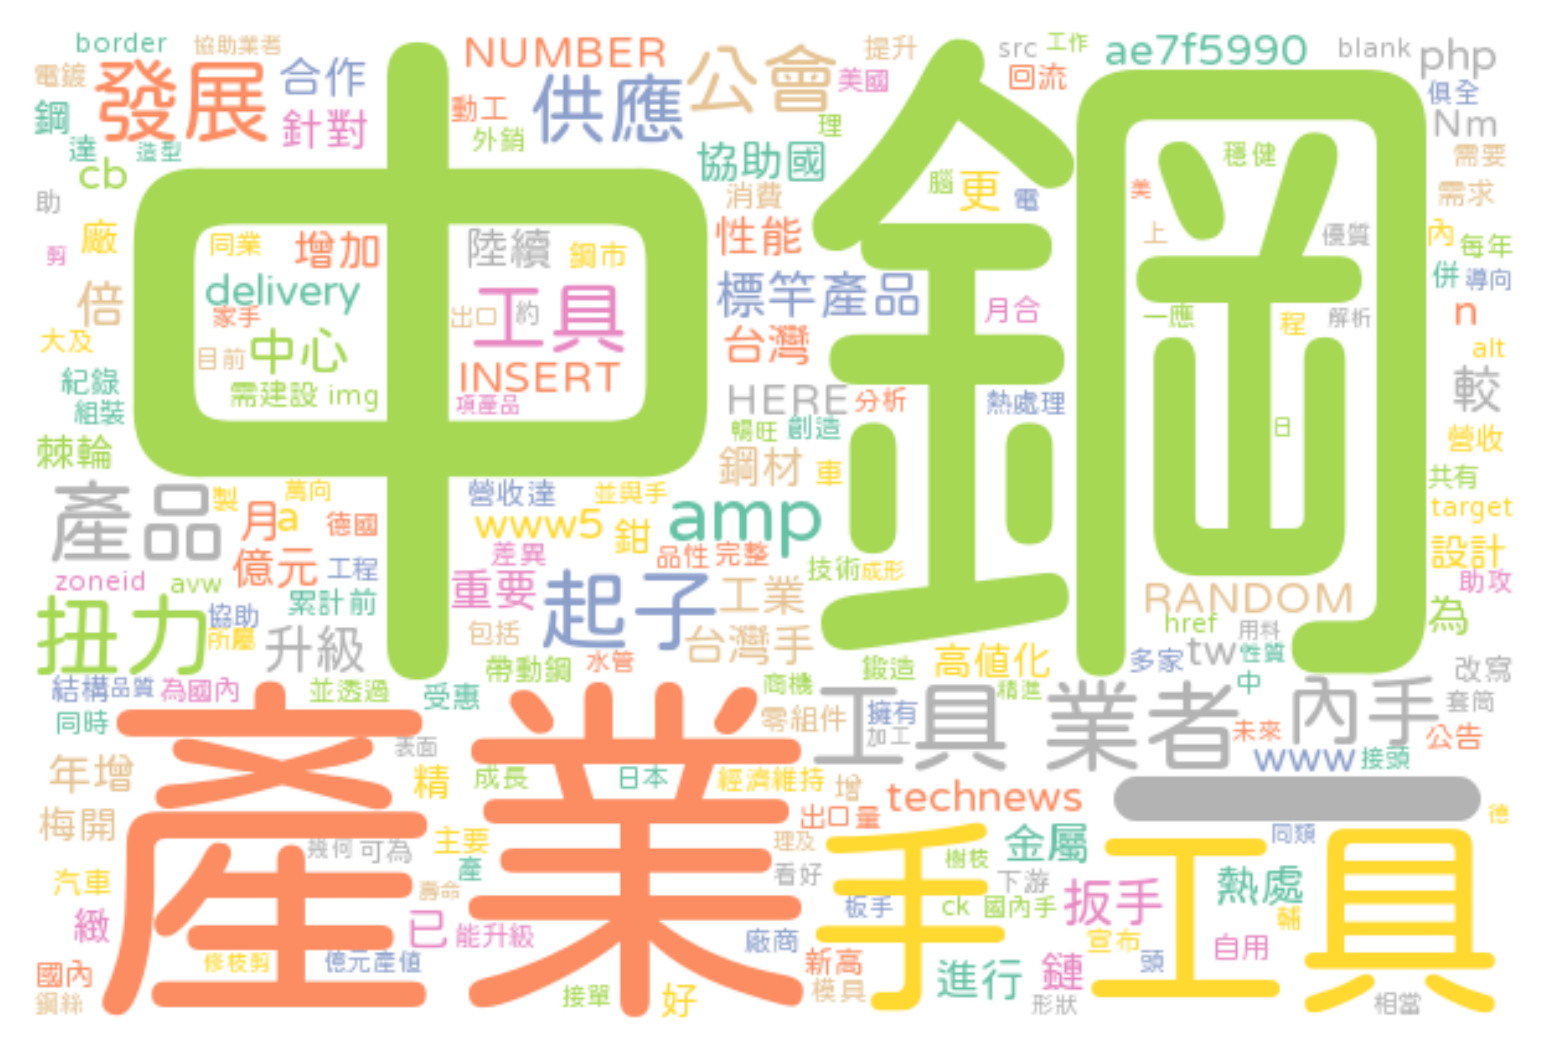 border
協助業者
NUMBER
提升
src
工作
ae7f5990
blank
php
電鍍
發展
合作
供應
公會
美國
回流
俱全
鋼
針對
動工
外銷
理
Nm
達
造型
協助國
穩健
需要
cb
消費
腦
更
電
美
需求
助
中鋼
廠
同業
增加
陸續
鋼市
性能
上
優質
內
每年
剪
delivery
工具
標竿產品
併
導向
倍
家手
出口
約
月合
一應
程
解析
n
大及
目前
中心
台灣
alt
紀錄
需建設
img
INSERT
項產品
HERE
分析
熱處理
較
組裝
暢旺
創造
日
營收
棘輪
鋼材
車
共有
產品
製
萬向
營收達
並與手
amp
target
月
a
德國
www5
鉗
設計
億元
工程
差異
品性
完整
技術
成形
助攻
zoneid
avw
重要
起子
工業
RANDOM
為
扭力
協助
累計前
href
用料
所屬
升級
包括
台灣手
高值化
多家
tw
性質
帶動鋼
水管
鍛造
改寫
結構
品質
為國內
並透過
受惠
商機
精進
中
套筒
同時
產業
零組件
工具
業者
內手
擁有
加工
未來
公告
表面
www
接頭
年增
精
成長
日本
經濟維持
增
technews
一
德
梅開
出口量
幾何
可為
主要
理及
手工具
金屬
同類
產
樹枝
汽車
壽命
看好
下游
熱處
緻
已
能升級
板手
ck
國內手
扳手
輔
廠商
宣布
自用
國內
修枝剪
億元產值
新高
進行
鏈
頭
鋼絲
接單
好
模具
形狀
相當